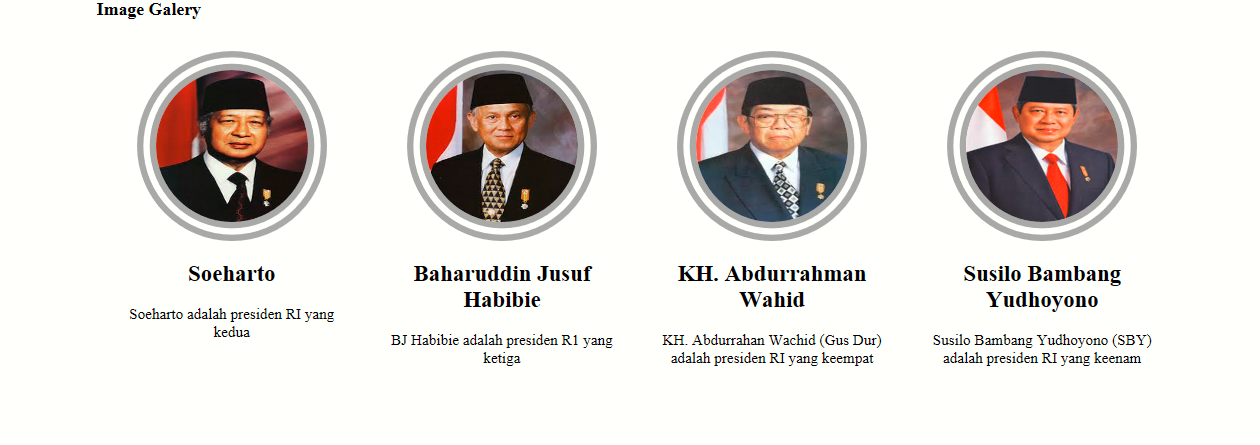 Image Galery
Soeharto
Soeharto adalah presiden RI yang
kedua
Baharuddin Jusuf
Habibie
BJ Habibie adalah presiden R1 yang
ketiga
KH. Abdurrahman
Wahid
KH. Abdurrahan Wachid (Gus Dur)
adalah presiden RI yang keempat
Susilo Bambang
Yudhoyono
Susilo Bambang Yudhoyono (SBY)
adalah presiden RI yang keenam